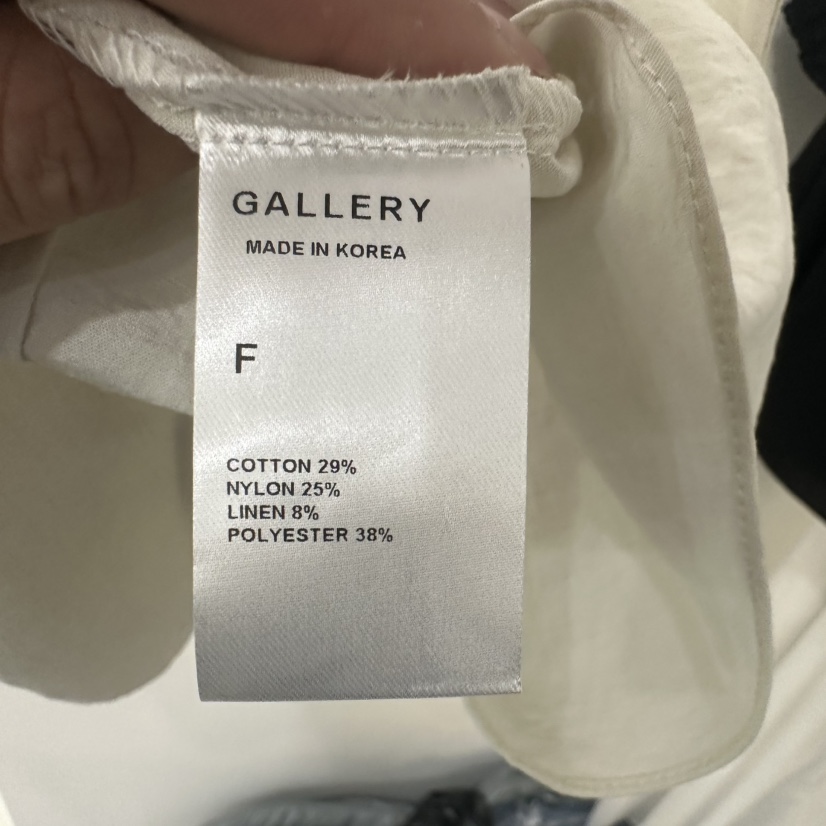 GALLERY
MADE IN KOREA
F
COTTON 29%
NYLON 25%
LINEN 8%
POLYESTER 38%